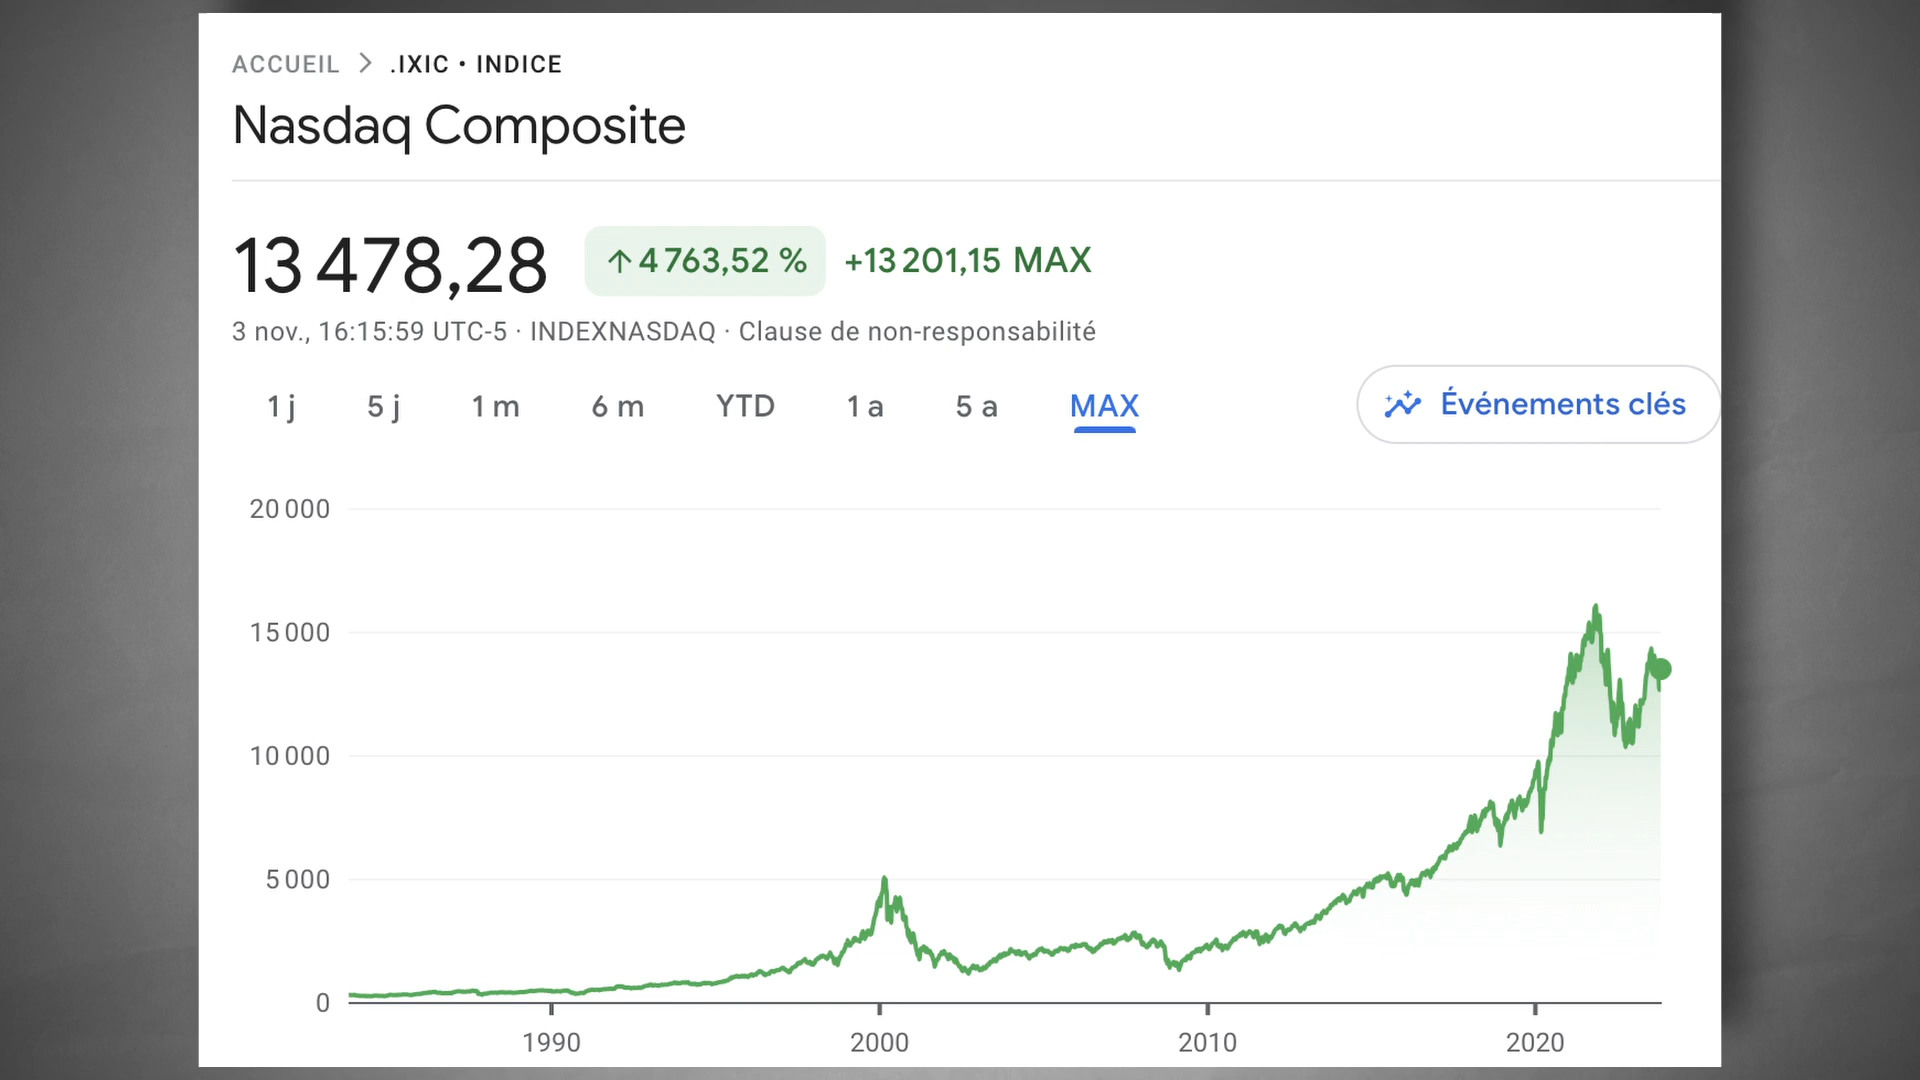 ACCUEIL > .IXIC • INDICE
Nasdaq Composite
13 478,28 ↑ 4 763,52 % +13 201,15 MAX
3 nov., 16:15:59 UTC-5 · INDEXNASDAQ · Clause de non-responsabilité
1 j 5 j 1 m 6 m YTD 1 a 5 a MAX Événements clés
20 000
15 000
10 000
5 000
0
1990 2000 2010 2020